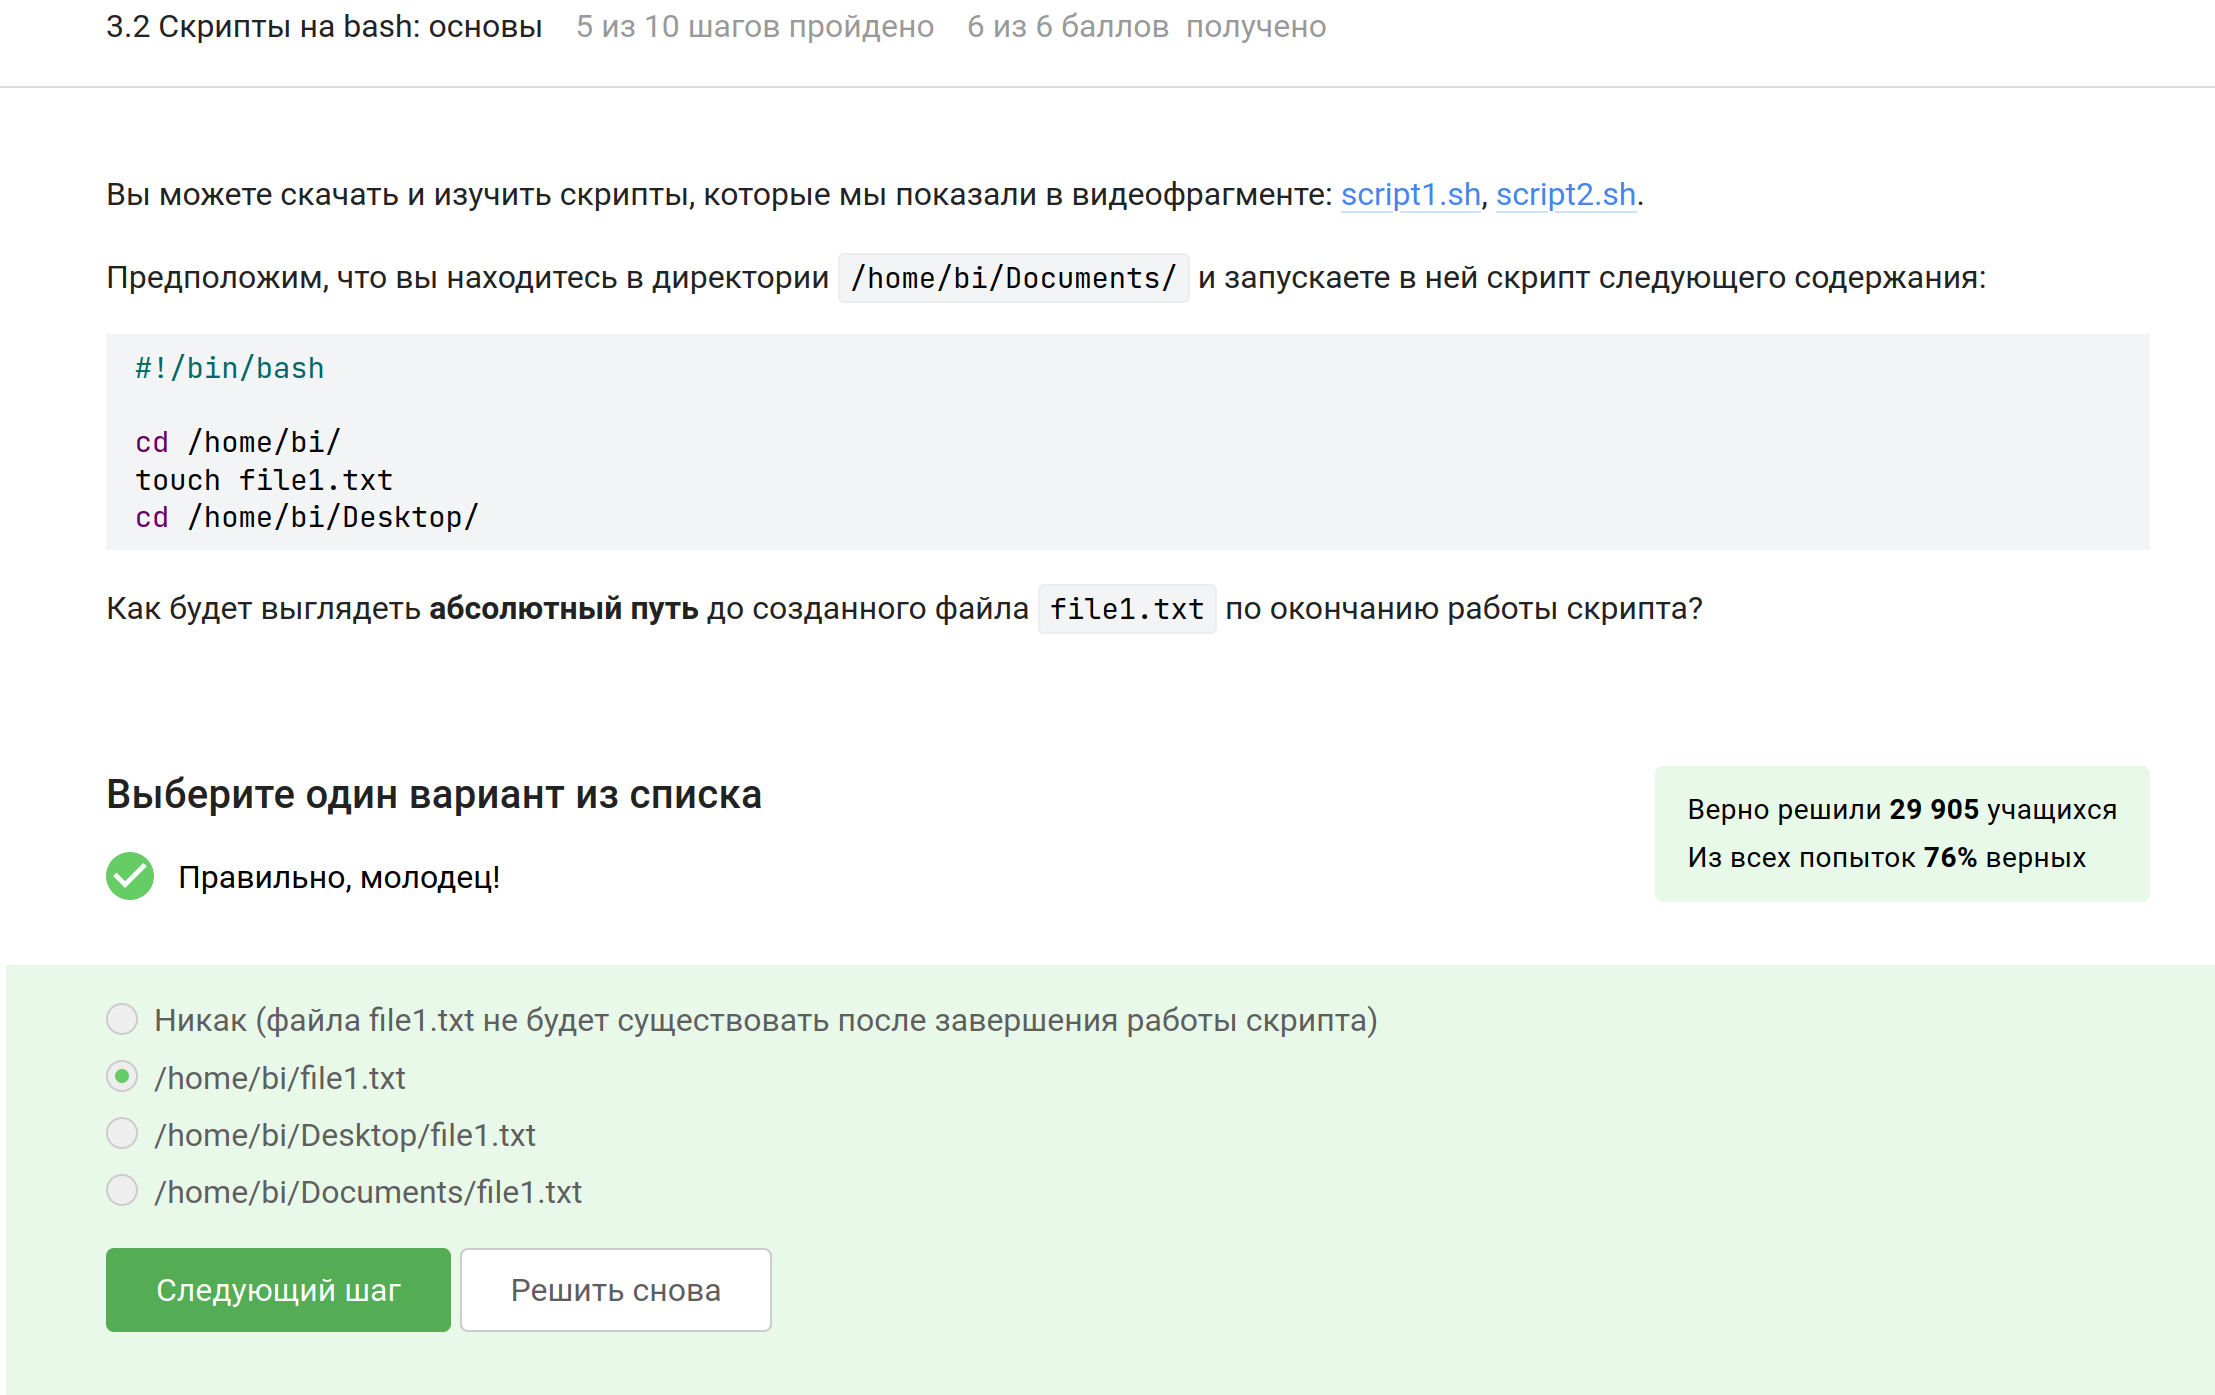 3.2 Скрипты на bash: основы 5 из 10 шагов пройдено 6 из 6 баллов получено
Вы можете скачать и изучить скрипты, которые мы показали в видеофрагменте: script1.sh, script2.sh.
Предположим, что вы находитесь в директории /home/bi/Documents/ и запускаете в ней скрипт следующего содержания:
#!/bin/bash
cd /home/bi/
touch file1.txt
cd /home/bi/Desktop/
Как будет выглядеть абсолютный путь до созданного файла file1.txt по окончанию работы скрипта?
Выберите один вариант из списка
Верно решили 29 905 учащихся
Из всех попыток 76% верных
Правильно, молодец!
Никак (файла file1.txt не будет существовать после завершения работы скрипта)
/home/bi/file1.txt
/home/bi/Desktop/file1.txt
/home/bi/Documents/file1.txt
Следующий шаг Решить снова